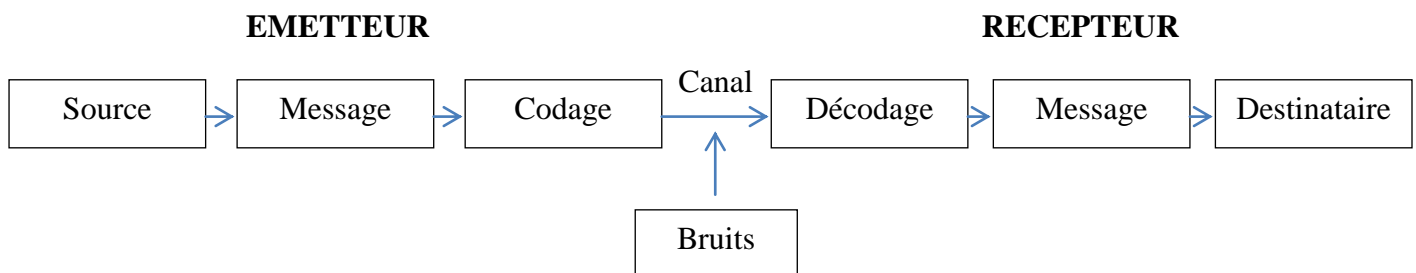 EMETTEUR RECEPTEUR
Canal
Source Message Codage Décodage Message Destinataire
Bruits